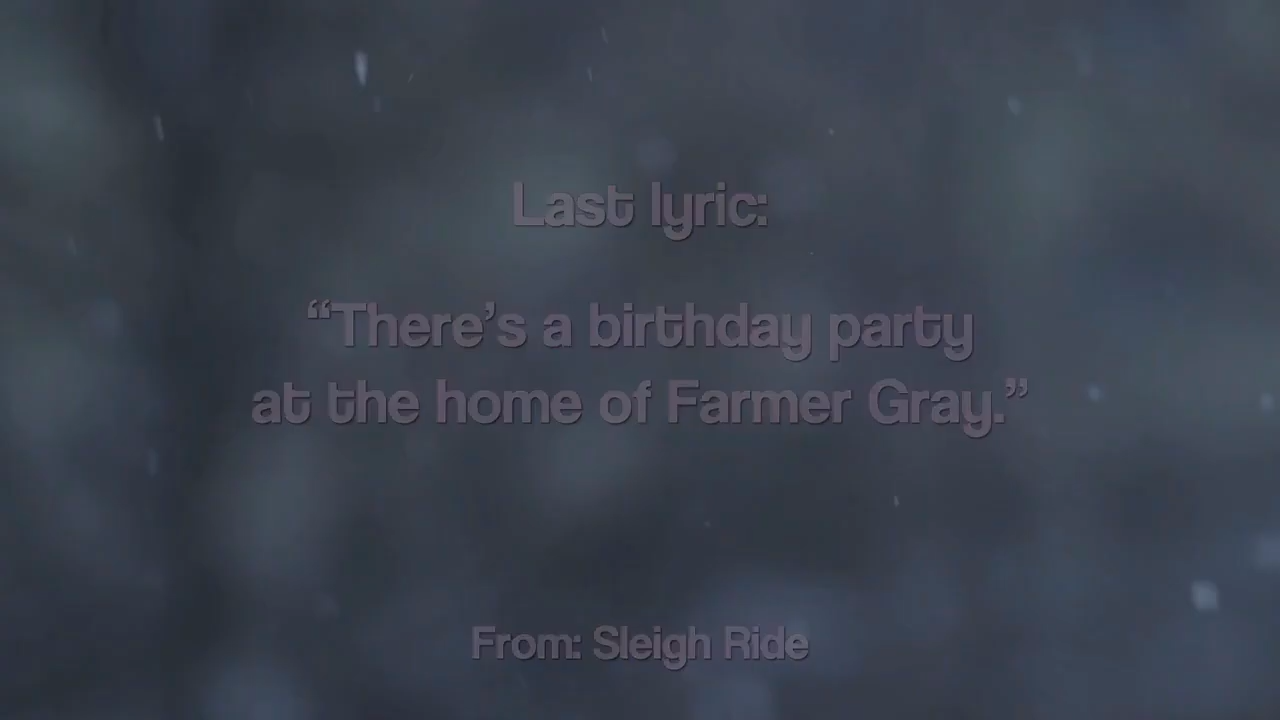 Last lyric:
“There’s a birthday party
at the home of Farmer Gray.”
From: Sleigh Ride